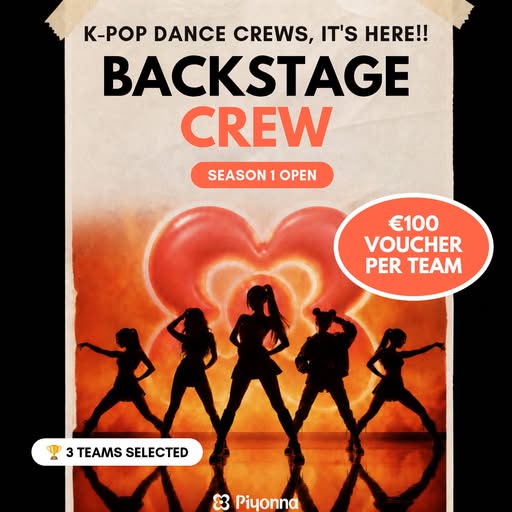 K-POP DANCE CREWS, IT'S HERE!!
BACKSTAGE
CREW
SEASON 1 OPEN
€100
VOUCHER
PER TEAM
🏆 3 TEAMS SELECTED
Piyonna